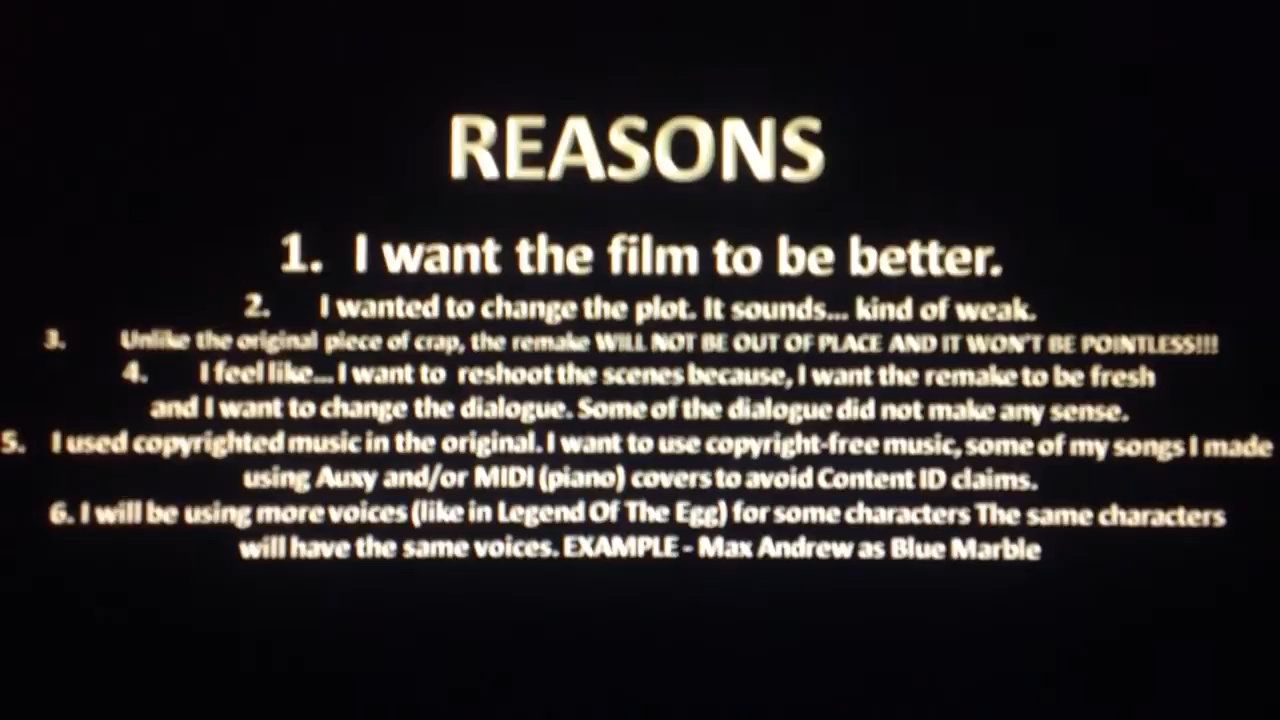 REASONS
1. I want the film to be better.
2. I wanted to change the plot. It sounds... kind of weak.
3. Unlike the original piece of crap, the remake WILL NOT BE OUT OF PLACE AND IT WON'T BE POINTLESS!!!
4. I feel like... I want to reshoot the scenes because, I want the remake to be fresh
and I want to change the dialogue. Some of the dialogue did not make any sense.
5. I used copyrighted music in the original. I want to use copyright-free music, some of my songs I made
using Auxy and/or MIDI (piano) covers to avoid Content ID claims.
6. I will be using more voices (like in Legend Of The Egg) for some characters The same characters
will have the same voices. EXAMPLE - Max Andrew as Blue Marble